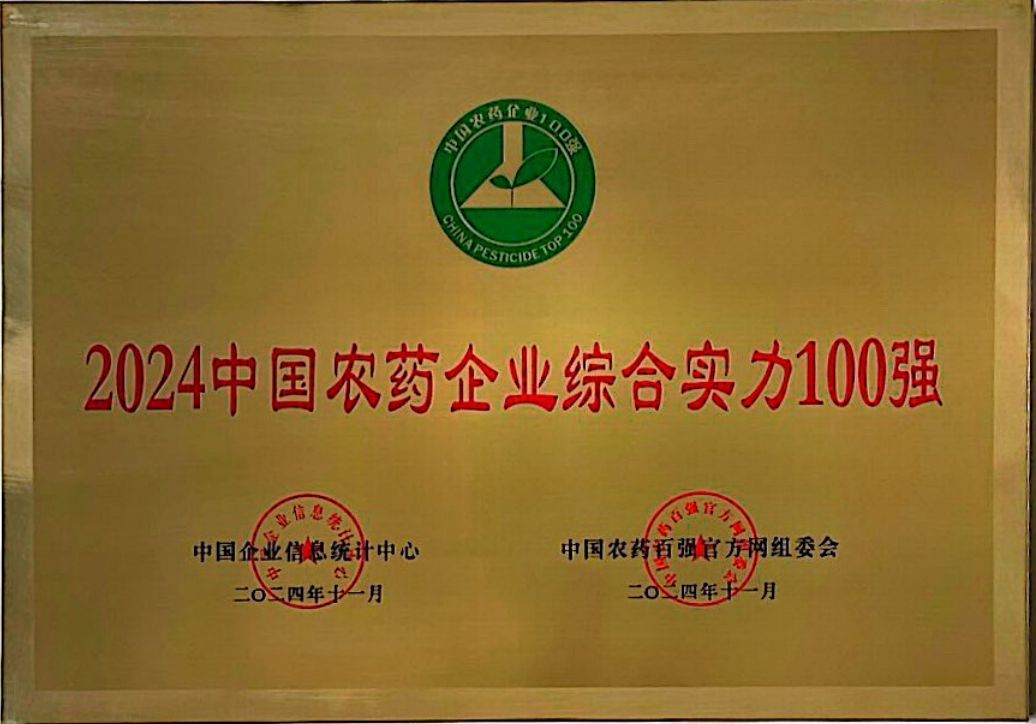 中国农药企业100强
CHINA PESTICIDE TOP 100
2024中国农药企业综合实力100强
中国企业信息统计中心
二〇二四年十一月
中国农药百强官方网组委会
二〇二四年十一月